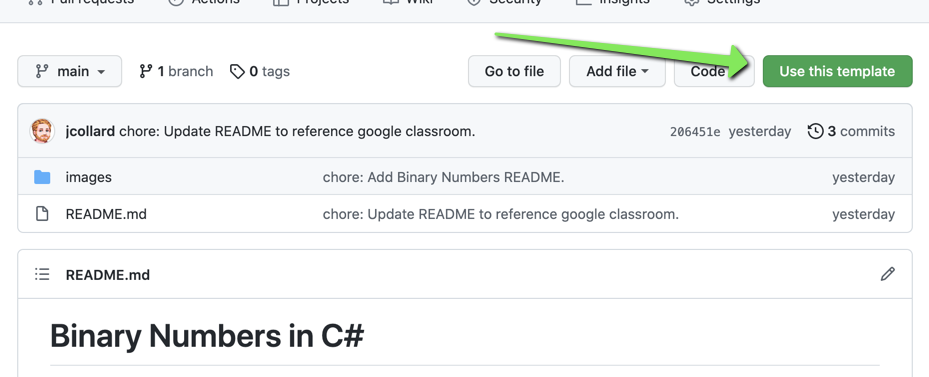 Pull requests Actions Projects Wiki Security Insights Settings
main 1 branch 0 tags Go to file Add file Code Use this template
jcollard chore: Update README to reference google classroom. 206451e yesterday 3 commits
images chore: Add Binary Numbers README. yesterday
README.md chore: Update README to reference google classroom. yesterday
README.md
Binary Numbers in C#